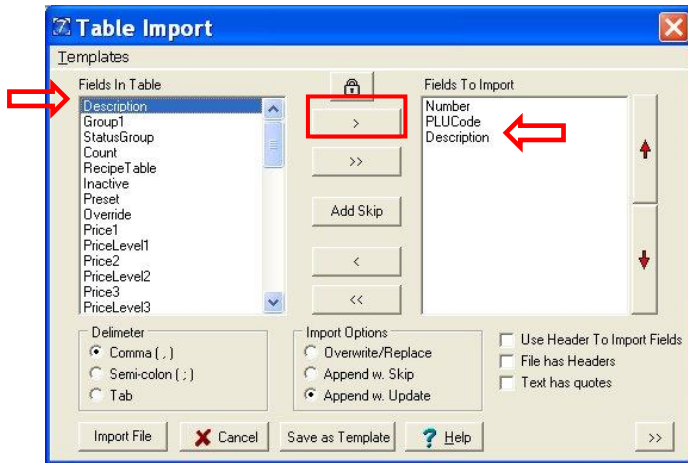 Table Import
Templates
Fields In Table
Description
Group1
StatusGroup
Count
RecipeTable
Inactive
Preset
Override
Price1
PriceLevel1
Price2
PriceLevel2
Price3
PriceLevel3
>
>>
Add Skip
<
<<
Fields To Import
Number
PLUCode
Description
Delimeter
Comma ( , )
Semi-colon ( ; )
Tab
Import Options
Overwrite/Replace
Append w. Skip
Append w. Update
Use Header To Import Fields
File has Headers
Text has quotes
Import File
Cancel
Save as Template
? Help
>>